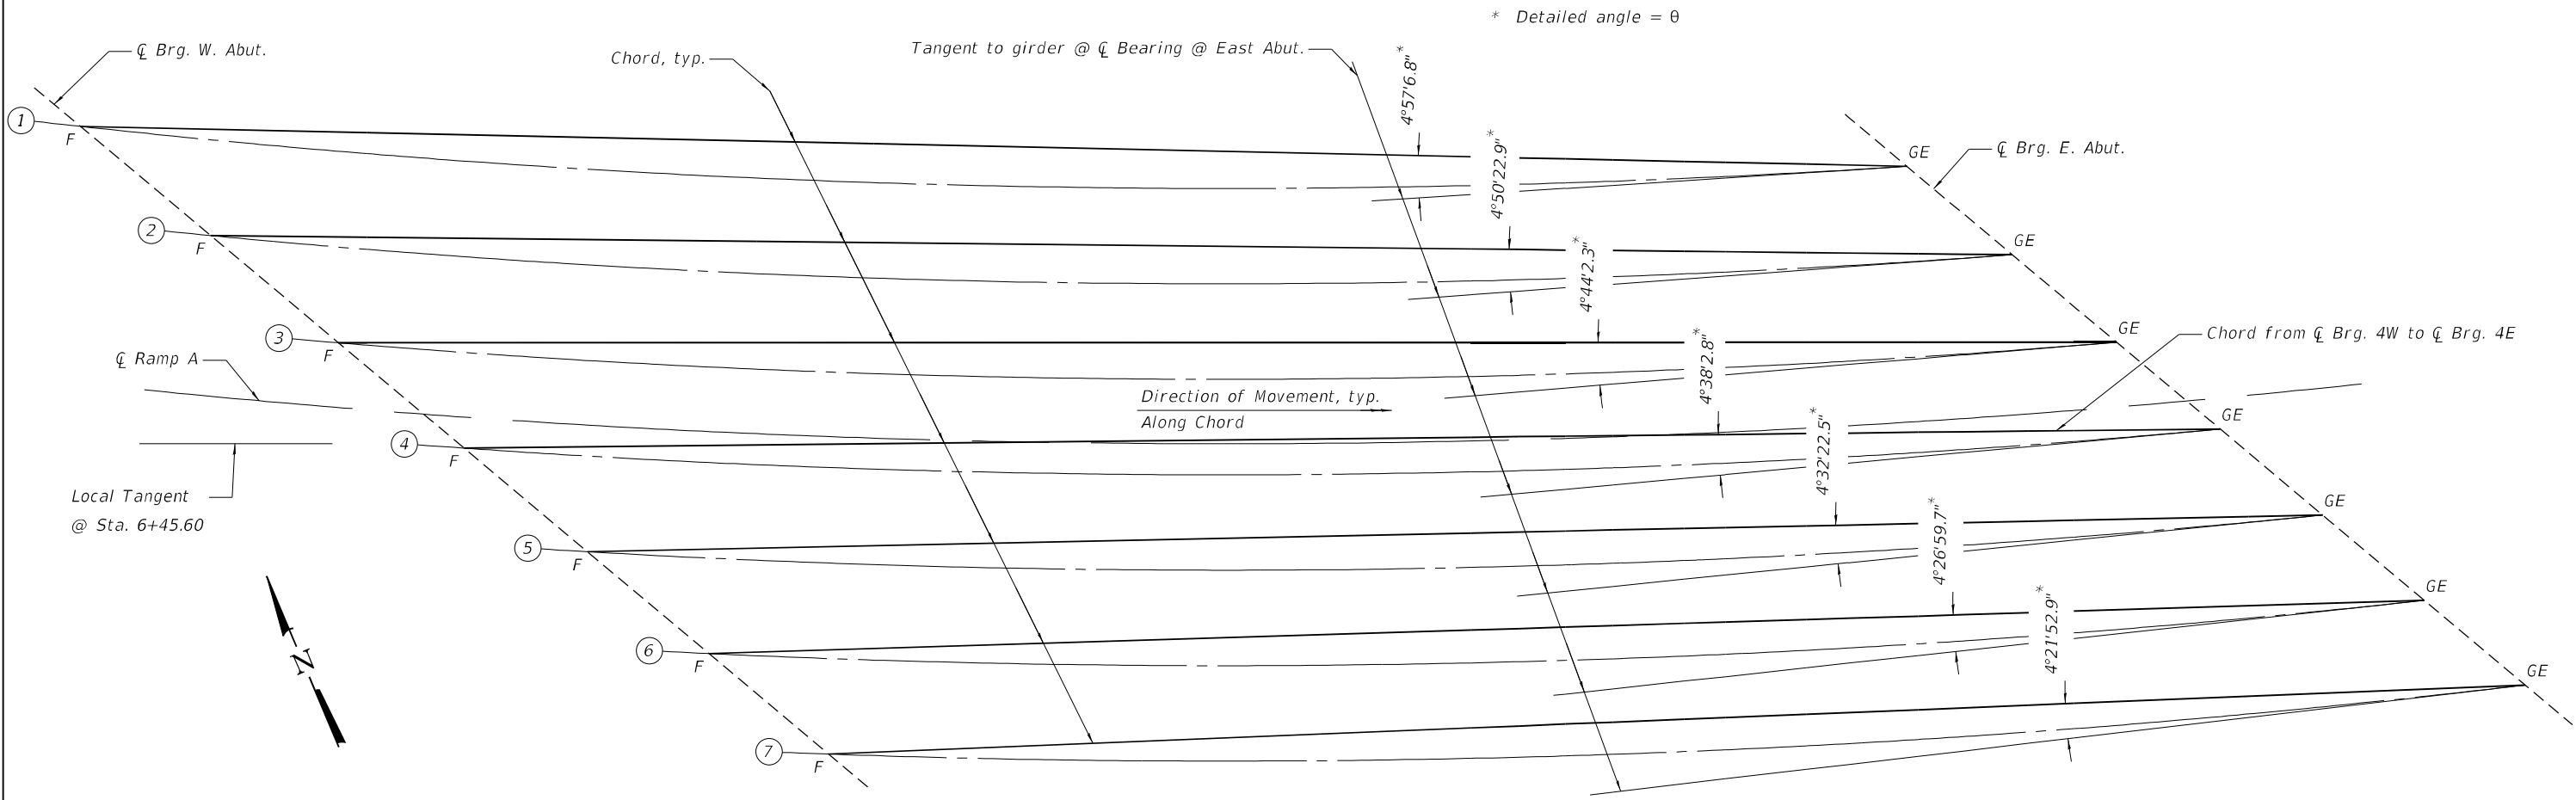 * Detailed angle = θ
℄ Brg. W. Abut.
Chord, typ.
Tangent to girder @ ℄ Bearing @ East Abut.
4°57'6.8" *
4°50'22.9" *
4°44'2.3" *
4°38'2.8" *
4°32'22.5" *
4°26'59.7" *
4°21'52.9" *
℄ Brg. E. Abut.
1
F
GE
2
F
GE
3
F
GE
Chord from ℄ Brg. 4W to ℄ Brg. 4E
℄ Ramp A
Direction of Movement, typ.
Along Chord
4
F
GE
Local Tangent
@ Sta. 6+45.60
5
F
GE
6
F
GE
N
7
F
GE